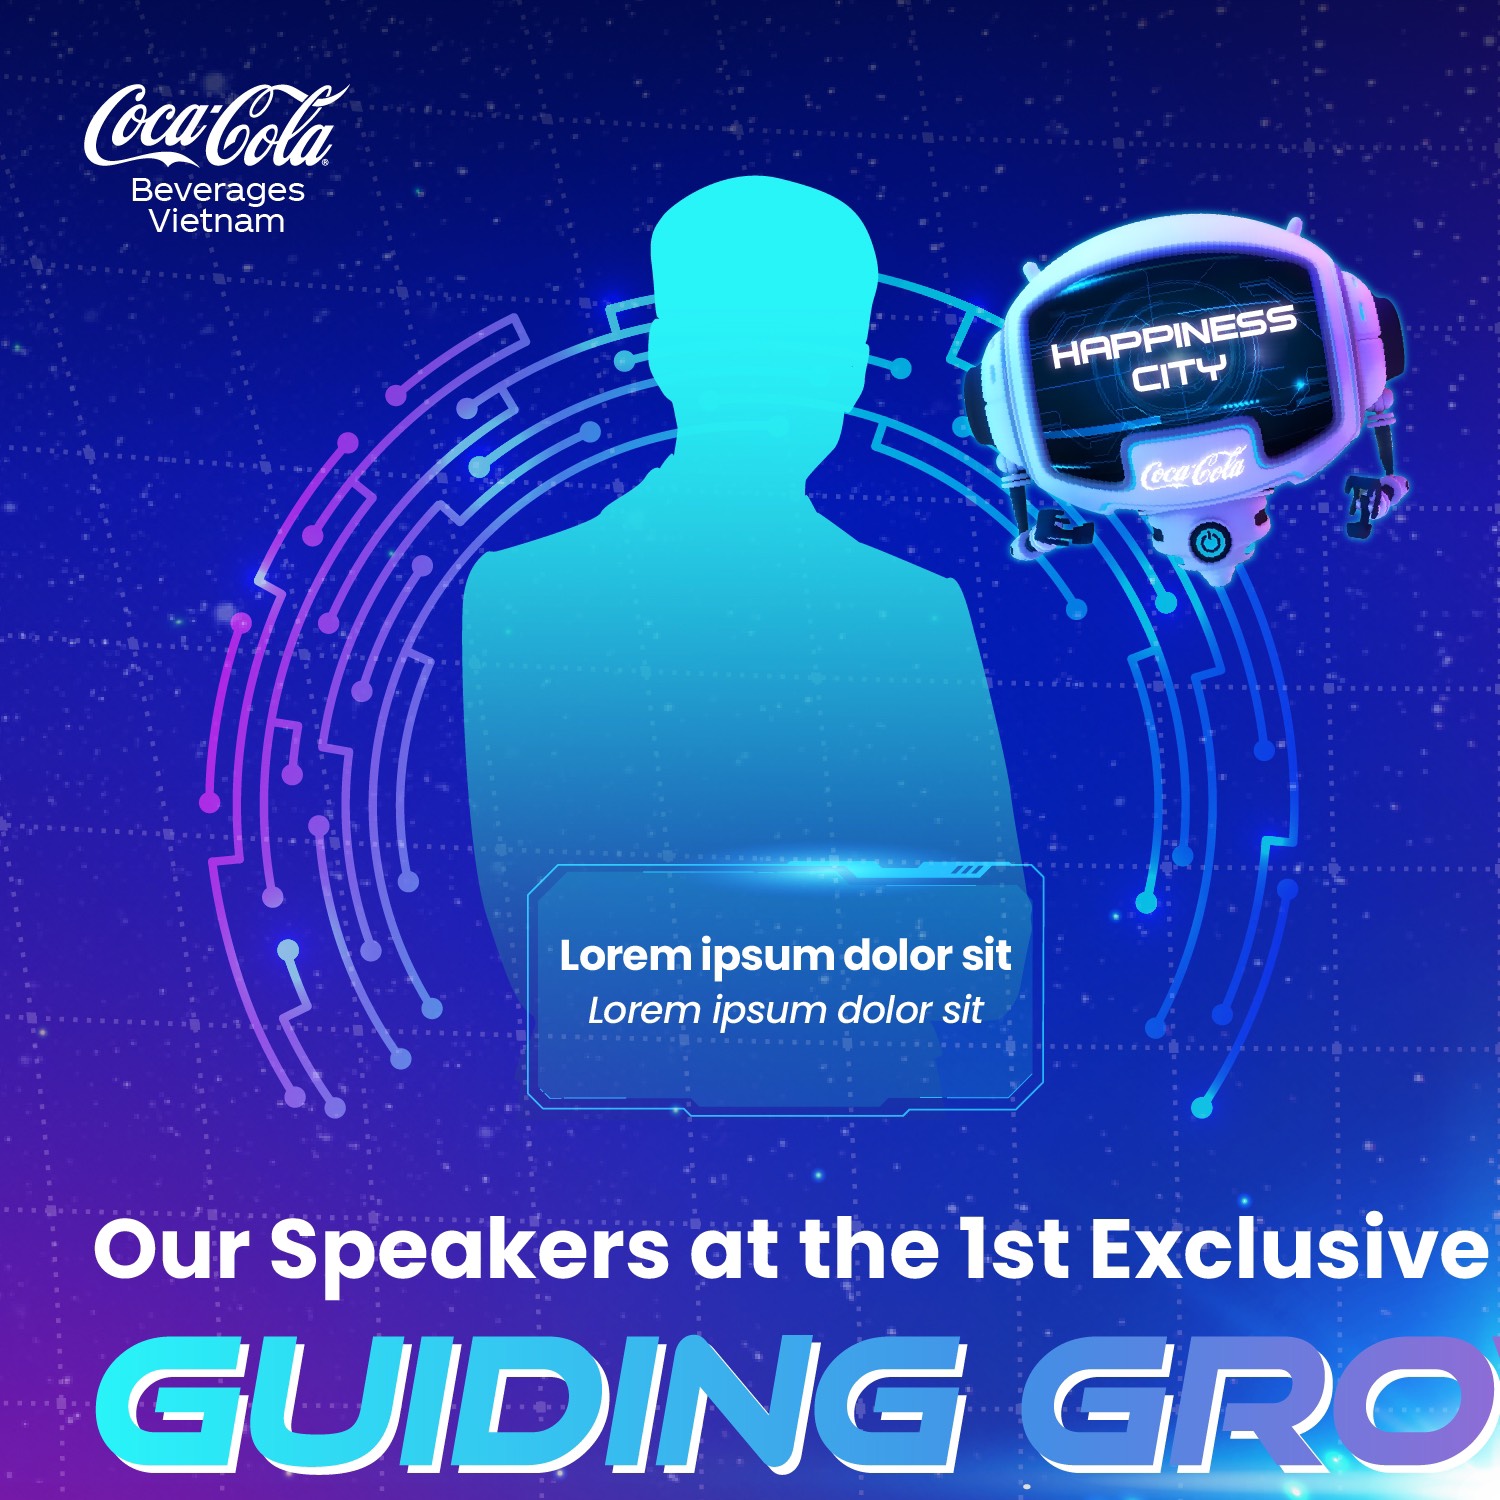 Coca-Cola
Beverages
Vietnam
HAPPINESS
CITY
Coca-Cola
Lorem ipsum dolor sit
Lorem ipsum dolor sit
Our Speakers at the 1st Exclusive
GUIDING GRO